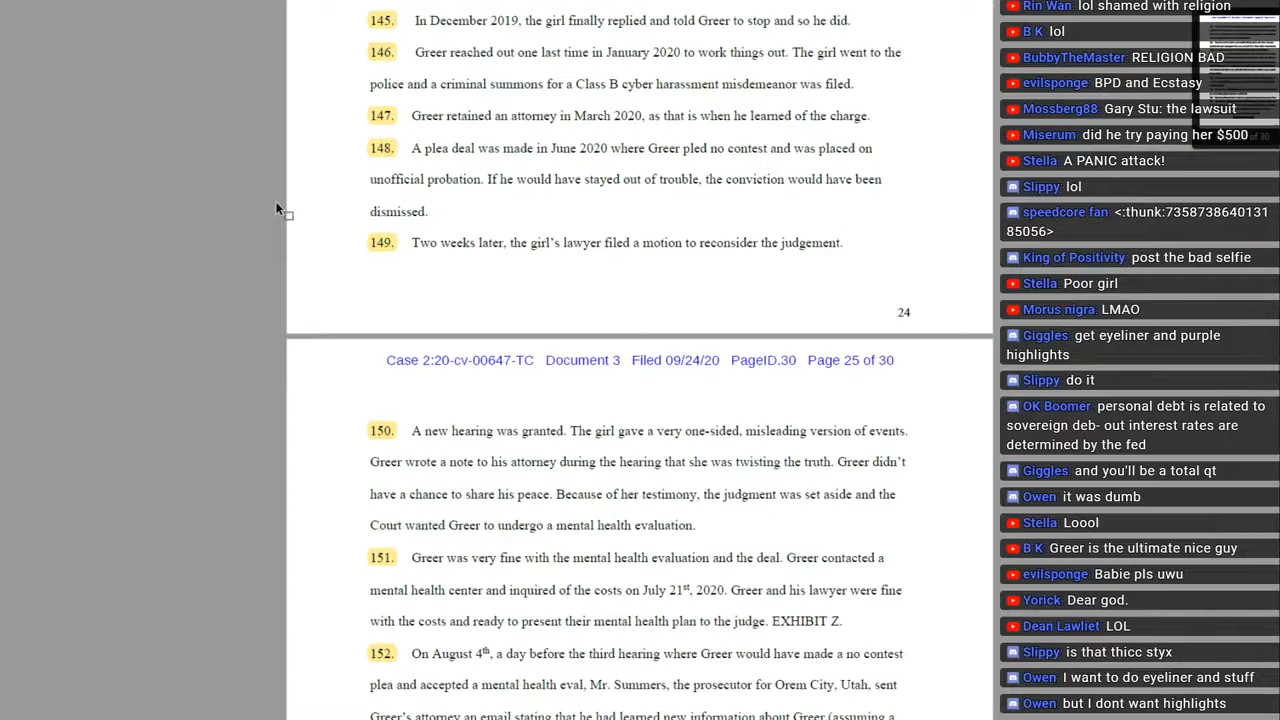 145. In December 2019, the girl finally replied and told Greer to stop and so he did.
146. Greer reached out one last time in January 2020 to work things out. The girl went to the
police and a criminal summons for a Class B cyber harassment misdemeanor was filed.
147. Greer retained an attorney in March 2020, as that is when he learned of the charge.
148. A plea deal was made in June 2020 where Greer pled no contest and was placed on
unofficial probation. If he would have stayed out of trouble, the conviction would have been
dismissed.
149. Two weeks later, the girl's lawyer filed a motion to reconsider the judgement.
24
Case 2:20-cv-00647-TC Document 3 Filed 09/24/20 PageID.30 Page 25 of 30
150. A new hearing was granted. The girl gave a very one-sided, misleading version of events.
Greer wrote a note to his attorney during the hearing that she was twisting the truth. Greer didn't
have a chance to share his peace. Because of her testimony, the judgment was set aside and the
Court wanted Greer to undergo a mental health evaluation.
151. Greer was very fine with the mental health evaluation and the deal. Greer contacted a
mental health center and inquired of the costs on July 21st, 2020. Greer and his lawyer were fine
with the costs and ready to present their mental health plan to the judge. EXHIBIT Z.
152. On August 4th, a day before the third hearing where Greer would have made a no contest
plea and accepted a mental health eval, Mr. Summers, the prosecutor for Orem City, Utah, sent
Greer's attorney an email stating that he had learned new information about Greer (assuming a
Rin Wan: lol shamed with religion
B K: lol
BubbyTheMaster: RELIGION BAD
evilsponge: BPD and Ecstasy
Mossberg88: Gary Stu: the lawsuit
Miserum: did he try paying her $500
of 30
Stella: A PANIC attack!
Slippy: lol
speedcore fan: <:thunk:7358738640131
85056>
King of Positivity: post the bad selfie
Stella: Poor girl
Morus nigra: LMAO
Giggles: get eyeliner and purple
highlights
Slippy: do it
OK Boomer: personal debt is related to
sovereign deb- out interest rates are
determined by the fed
Giggles: and you'll be a total qt
Owen: it was dumb
Stella: Loool
B K: Greer is the ultimate nice guy
evilsponge: Babie pls uwu
Yorick: Dear god.
Dean Lawliet: LOL
Slippy: is that thicc styx
Owen: I want to do eyeliner and stuff
Owen: but I dont want highlights